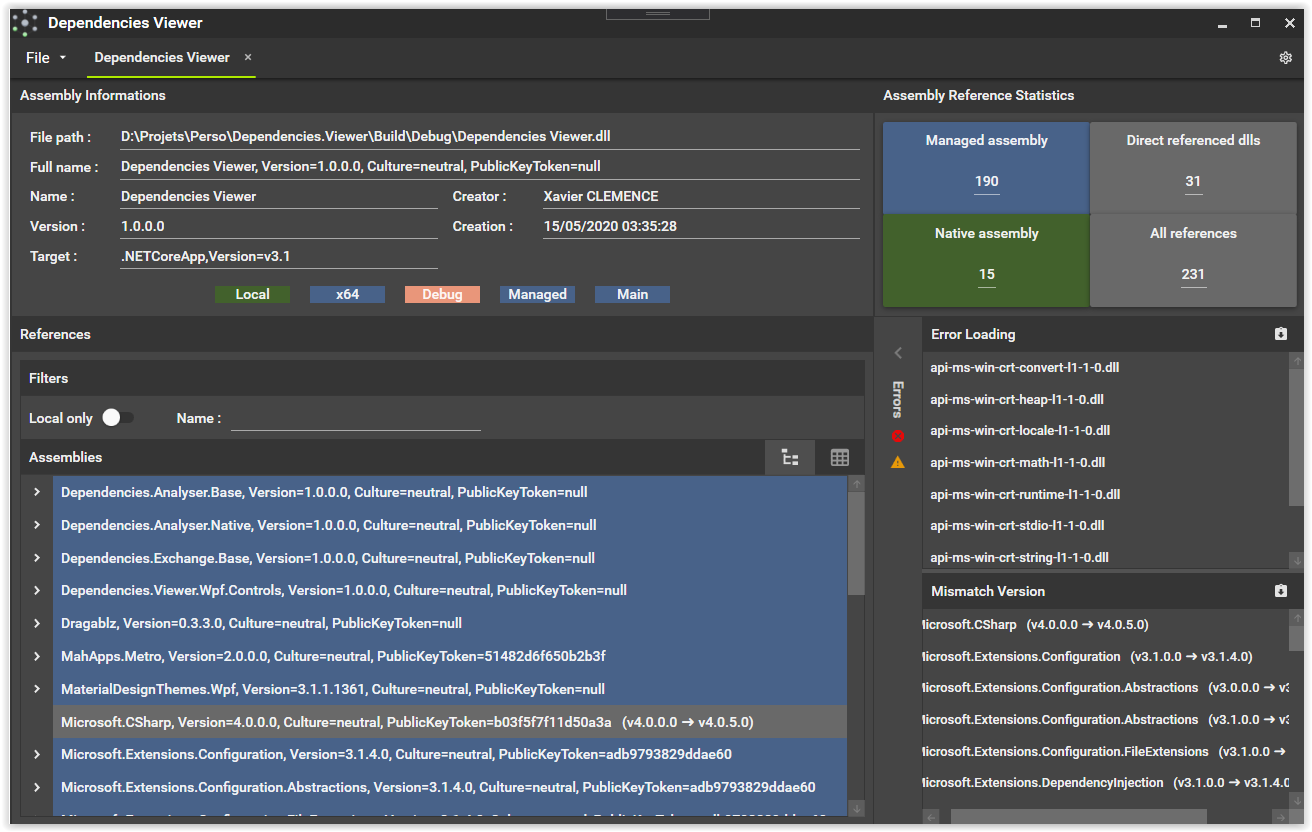 Dependencies Viewer
File
Dependencies Viewer
Assembly Informations
File path : D:\Projets\Perso\Dependencies.Viewer\Build\Debug\Dependencies Viewer.dll
Full name : Dependencies Viewer, Version=1.0.0.0, Culture=neutral, PublicKeyToken=null
Name : Dependencies Viewer Creator : Xavier CLEMENCE
Version : 1.0.0.0 Creation : 15/05/2020 03:35:28
Target : .NETCoreApp,Version=v3.1
Local x64 Debug Managed Main
Assembly Reference Statistics
Managed assembly
190
Direct referenced dlls
31
Native assembly
15
All references
231
References
Filters
Local only Name :
Assemblies
Dependencies.Analyser.Base, Version=1.0.0.0, Culture=neutral, PublicKeyToken=null
Dependencies.Analyser.Native, Version=1.0.0.0, Culture=neutral, PublicKeyToken=null
Dependencies.Exchange.Base, Version=1.0.0.0, Culture=neutral, PublicKeyToken=null
Dependencies.Viewer.Wpf.Controls, Version=1.0.0.0, Culture=neutral, PublicKeyToken=null
Dragablz, Version=0.3.3.0, Culture=neutral, PublicKeyToken=null
MahApps.Metro, Version=2.0.0.0, Culture=neutral, PublicKeyToken=51482d6f650b2b3f
MaterialDesignThemes.Wpf, Version=3.1.1.1361, Culture=neutral, PublicKeyToken=null
Microsoft.CSharp, Version=4.0.0.0, Culture=neutral, PublicKeyToken=b03f5f7f11d50a3a (v4.0.0.0 → v4.0.5.0)
Microsoft.Extensions.Configuration, Version=3.1.4.0, Culture=neutral, PublicKeyToken=adb9793829ddae60
Microsoft.Extensions.Configuration.Abstractions, Version=3.1.4.0, Culture=neutral, PublicKeyToken=adb9793829ddae60
Errors
Error Loading
api-ms-win-crt-convert-l1-1-0.dll
api-ms-win-crt-heap-l1-1-0.dll
api-ms-win-crt-locale-l1-1-0.dll
api-ms-win-crt-math-l1-1-0.dll
api-ms-win-crt-runtime-l1-1-0.dll
api-ms-win-crt-stdio-l1-1-0.dll
api-ms-win-crt-string-l1-1-0.dll
Mismatch Version
Microsoft.CSharp (v4.0.0.0 → v4.0.5.0)
Microsoft.Extensions.Configuration (v3.1.0.0 → v3.1.4.0)
Microsoft.Extensions.Configuration.Abstractions (v3.0.0.0 → v3
Microsoft.Extensions.Configuration.Abstractions (v3.1.0.0 → v3
Microsoft.Extensions.Configuration.FileExtensions (v3.1.0.0 →
Microsoft.Extensions.DependencyInjection (v3.1.0.0 → v3.1.4.0